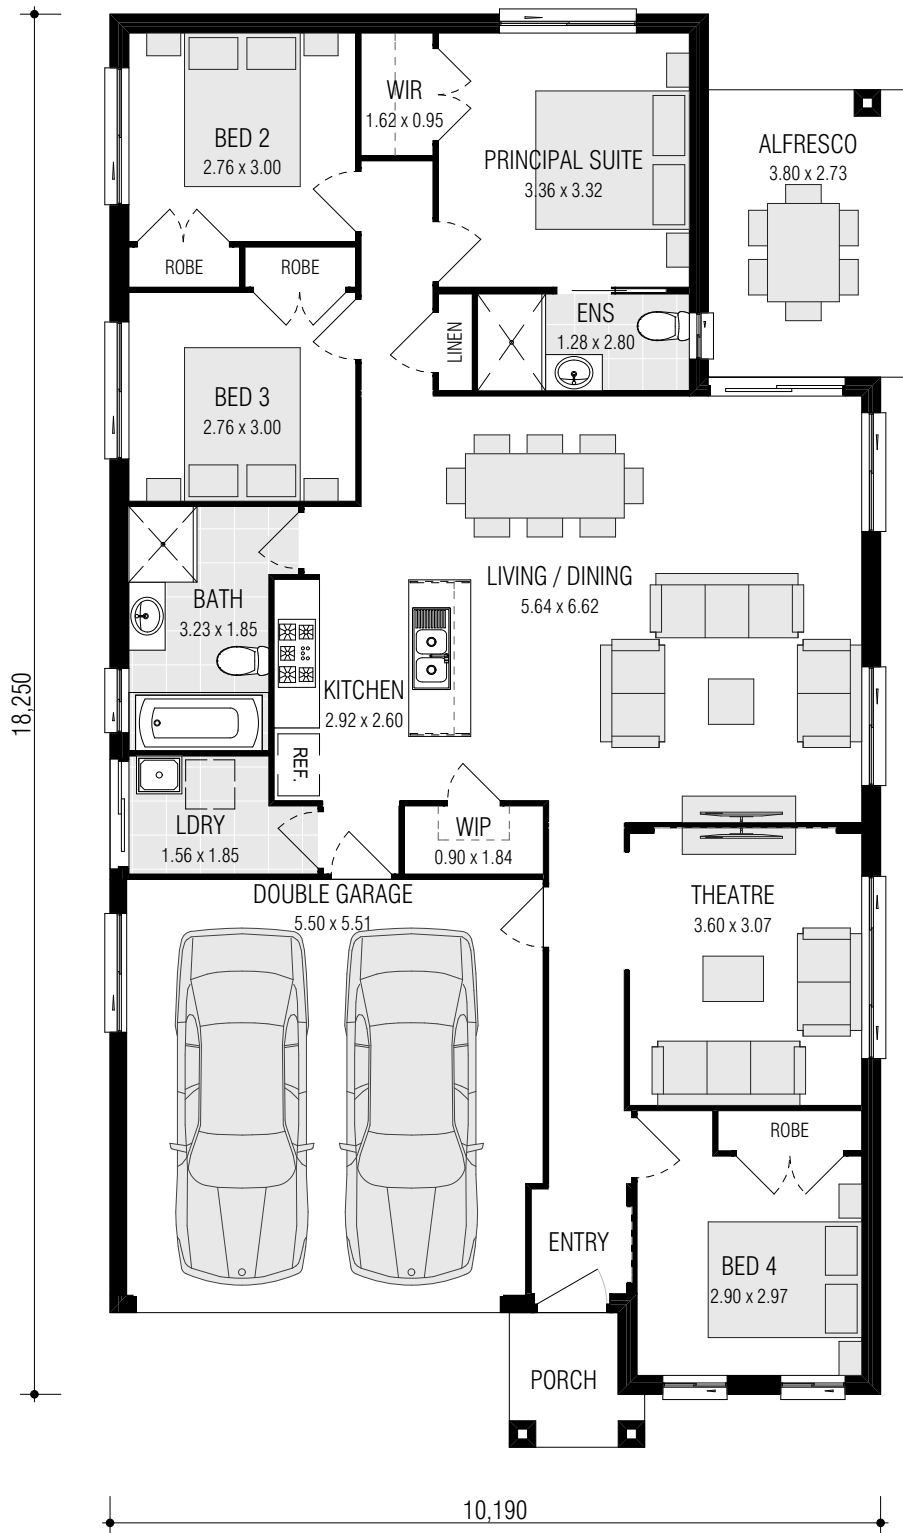 WIR
1.62 x 0.95
BED 2
2.76 x 3.00
PRINCIPAL SUITE
3.36 x 3.32
ALFRESCO
3.80 x 2.73
ROBE
ROBE
ENS
1.28 x 2.80
LINEN
BED 3
2.76 x 3.00
LIVING / DINING
5.64 x 6.62
BATH
3.23 x 1.85
KITCHEN
2.92 x 2.60
18,250
REF.
LDRY
1.56 x 1.85
WIP
0.90 x 1.84
DOUBLE GARAGE
5.50 x 5.51
THEATRE
3.60 x 3.07
ROBE
ENTRY
BED 4
2.90 x 2.97
PORCH
10,190